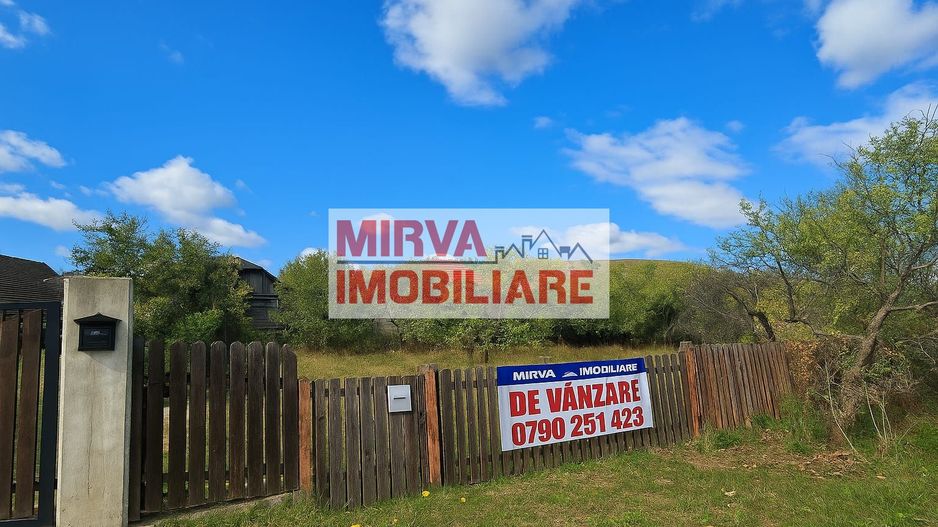 MIRVA
IMOBILIARE
MIRVA IMOBILIARE
DE VÂNZARE
0790 251 423